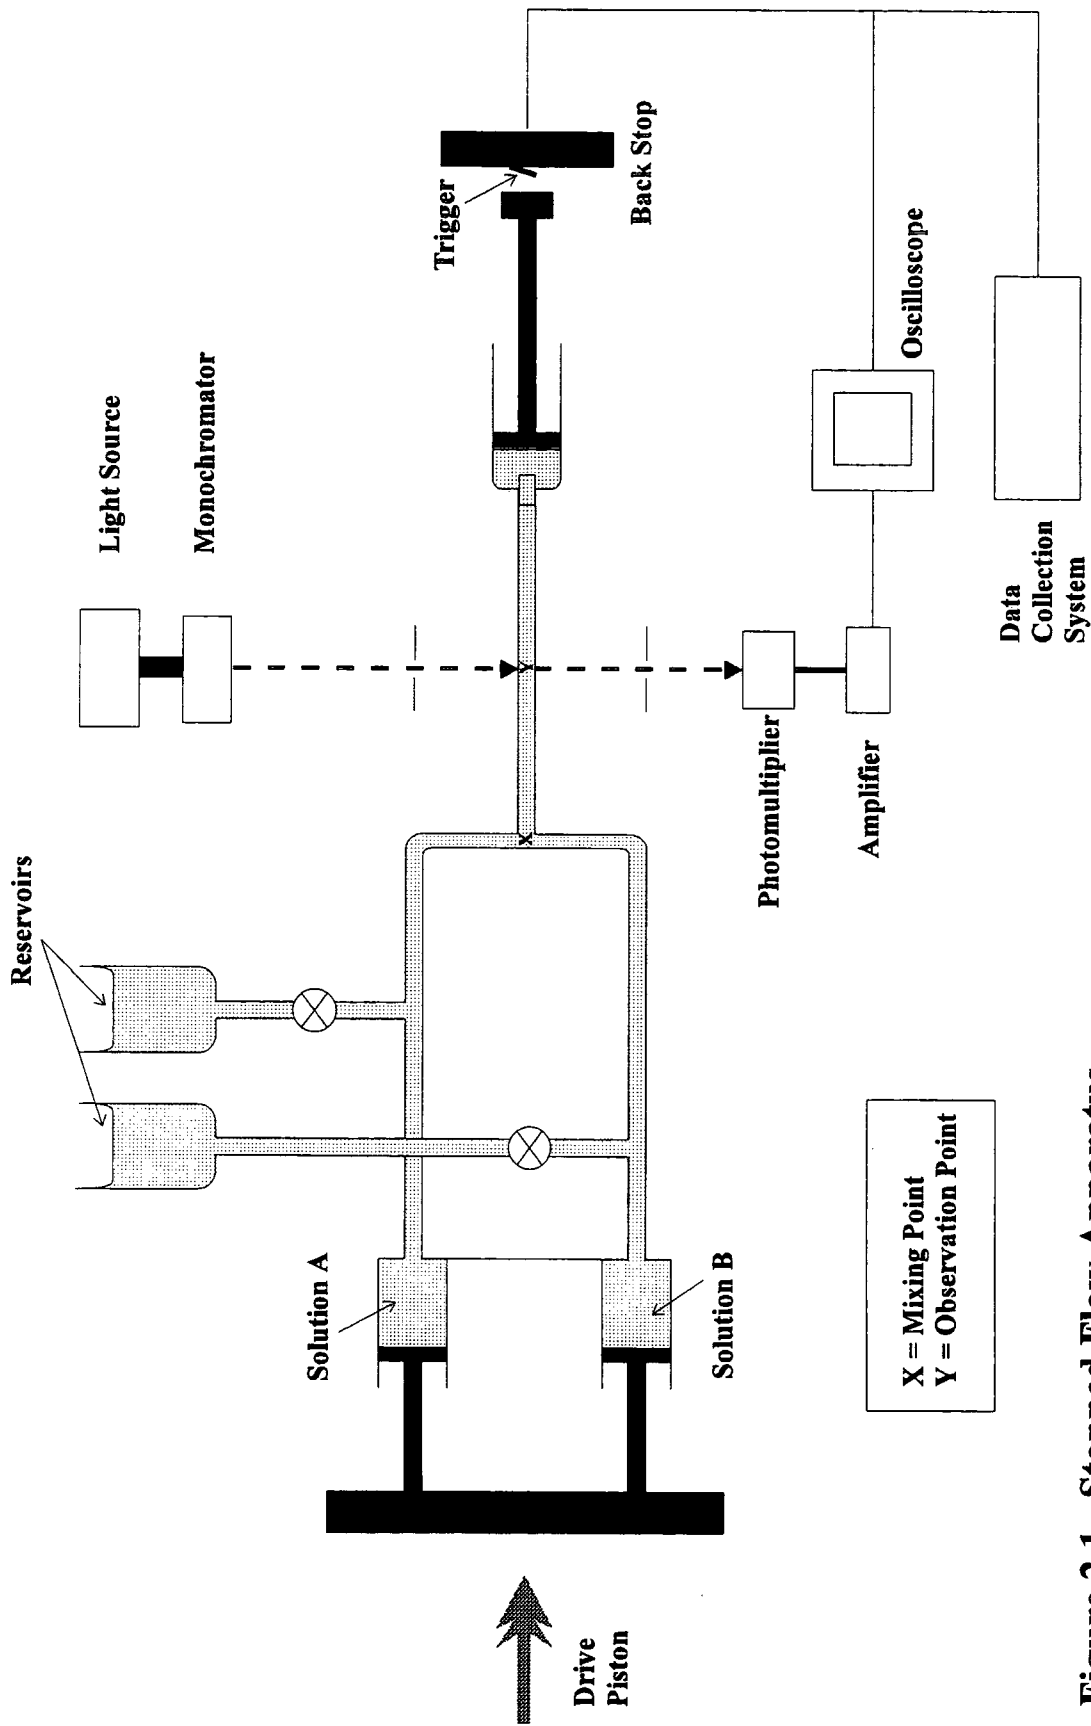 Reservoirs
Light Source
Monochromator
Trigger
Back Stop
Solution A
Solution B
Photomultiplier
Amplifier
Oscilloscope
Data
Collection
System
Drive
Piston
X = Mixing Point
Y = Observation Point
X
Y
Figure 2.1 Stopped Flow Apparatus